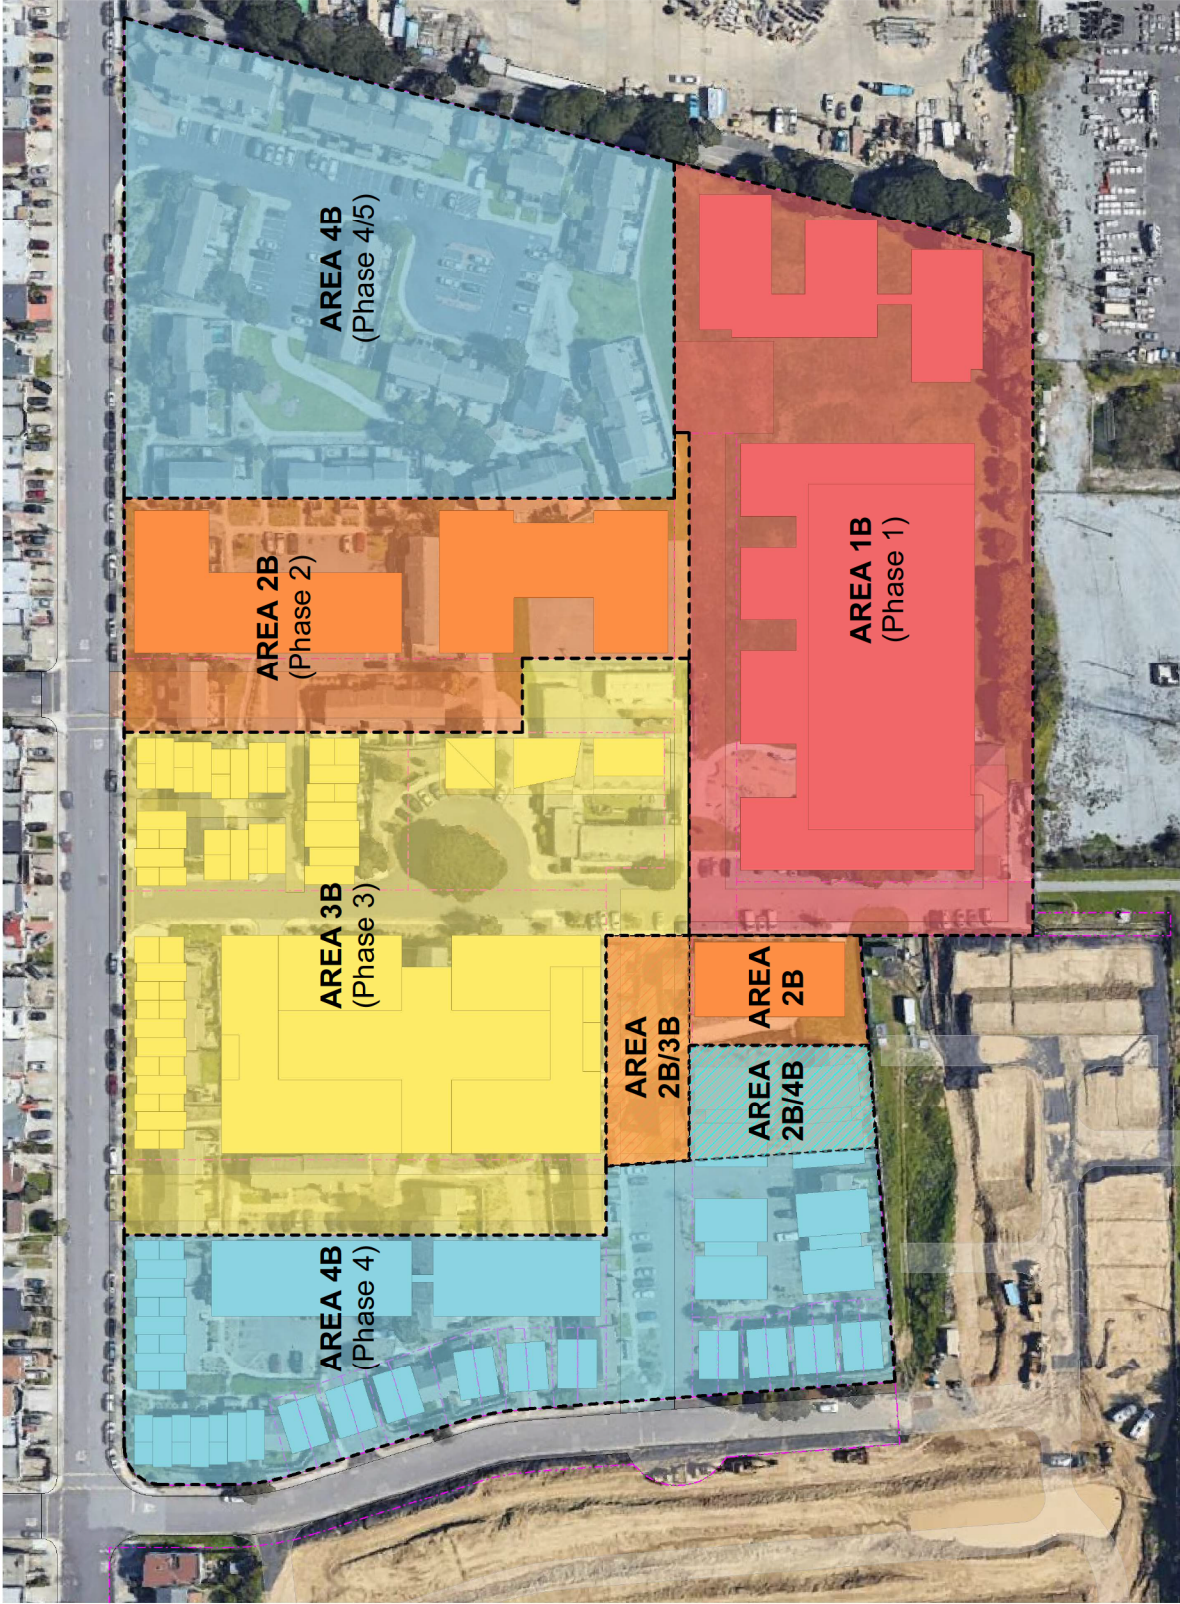 AREA 4B
(Phase 4/5)
AREA 2B
(Phase 2)
AREA 1B
(Phase 1)
AREA 3B
(Phase 3)
AREA
2B
AREA
2B/3B
AREA
2B/4B
AREA 4B
(Phase 4)